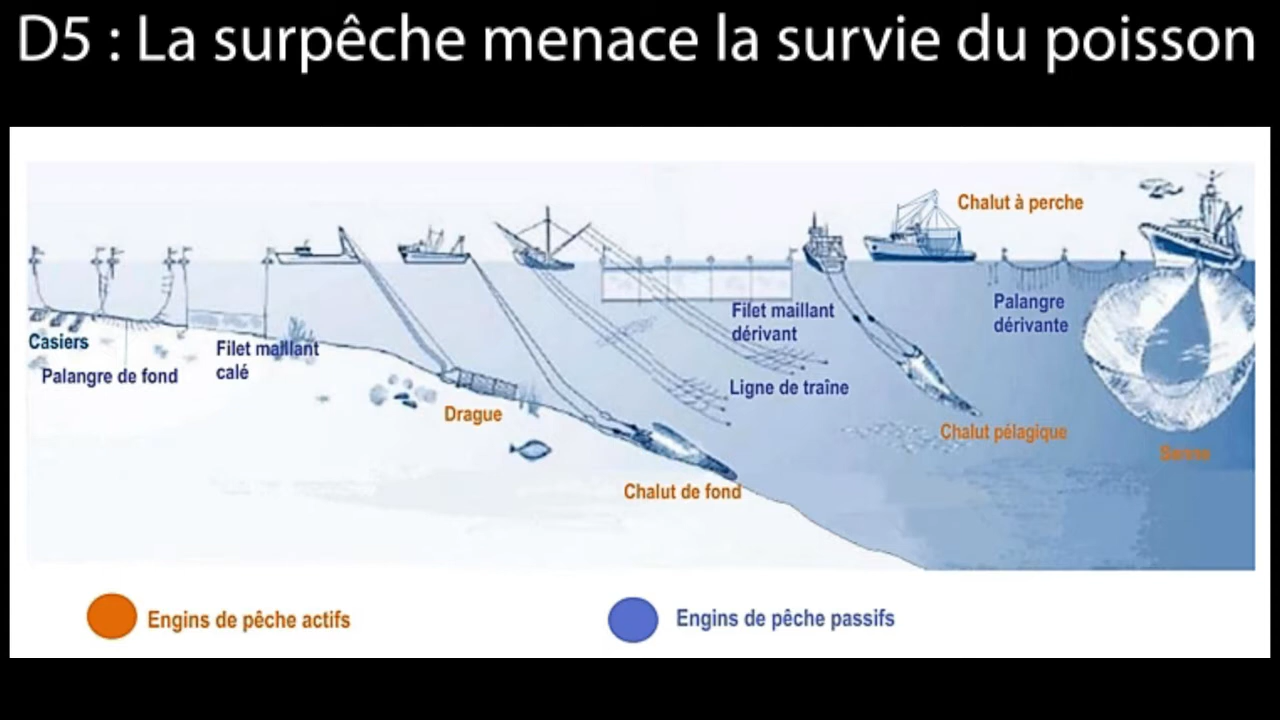 D5 : La surpêche menace la survie du poisson
Chalut à perche
Casiers
Palangre de fond
Filet maillant
calé
Drague
Chalut de fond
Filet maillant
dérivant
Ligne de traîne
Chalut pélagique
Palangre
dérivante
Senne
Engins de pêche actifs
Engins de pêche passifs